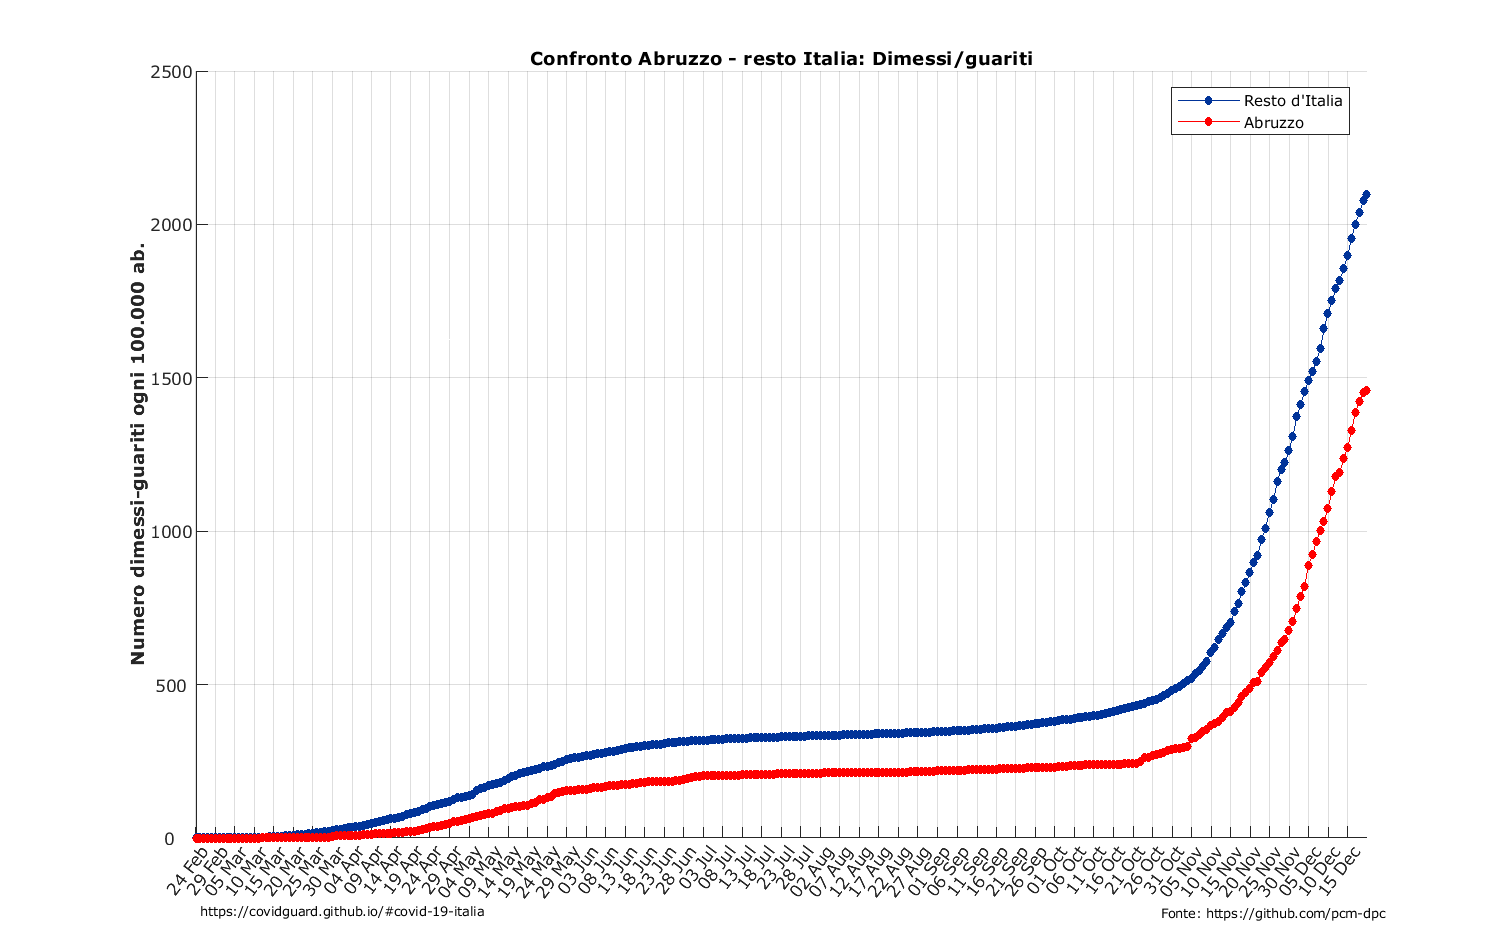 Confronto Abruzzo - resto Italia: Dimessi/guariti
Resto d'Italia
Abruzzo
Numero dimessi-guariti ogni 100.000 ab.
2500
2000
1500
1000
500
0
24 Feb
29 Feb
05 Mar
10 Mar
15 Mar
20 Mar
25 Mar
30 Mar
04 Apr
09 Apr
14 Apr
19 Apr
24 Apr
29 Apr
04 May
09 May
14 May
19 May
24 May
29 May
03 Jun
08 Jun
13 Jun
18 Jun
23 Jun
28 Jun
03 Jul
08 Jul
13 Jul
18 Jul
23 Jul
28 Jul
02 Aug
07 Aug
12 Aug
17 Aug
22 Aug
27 Aug
01 Sep
06 Sep
11 Sep
16 Sep
21 Sep
26 Sep
01 Oct
06 Oct
11 Oct
16 Oct
21 Oct
26 Oct
31 Oct
05 Nov
10 Nov
15 Nov
20 Nov
25 Nov
30 Nov
05 Dec
10 Dec
15 Dec
https://covidguard.github.io/#covid-19-italia
Fonte: https://github.com/pcm-dpc